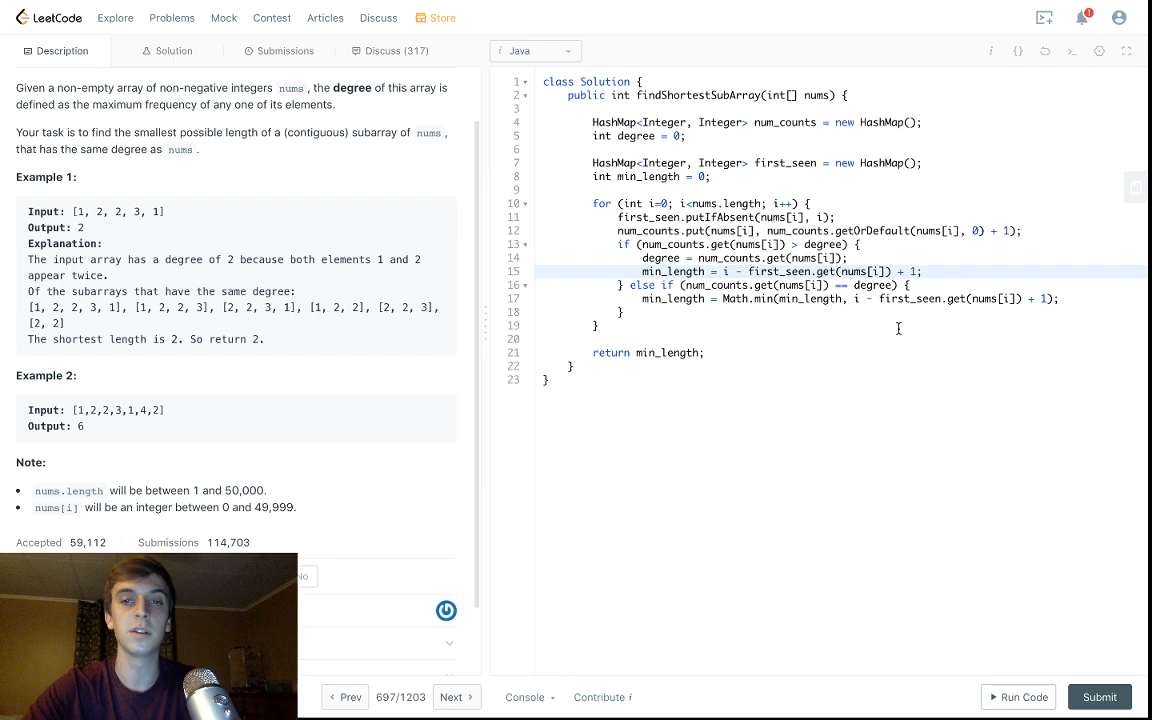 LeetCode Explore Problems Mock Contest Articles Discuss Store 1
Description Solution Submissions Discuss (317)
i Java
Given a non-empty array of non-negative integers nums , the degree of this array is
defined as the maximum frequency of any one of its elements.
Your task is to find the smallest possible length of a (contiguous) subarray of nums ,
that has the same degree as nums .
Example 1:
Input: [1, 2, 2, 3, 1]
Output: 2
Explanation:
The input array has a degree of 2 because both elements 1 and 2
appear twice.
Of the subarrays that have the same degree:
[1, 2, 2, 3, 1], [1, 2, 2, 3], [2, 2, 3, 1], [1, 2, 2], [2, 2, 3],
[2, 2]
The shortest length is 2. So return 2.
Example 2:
Input: [1,2,2,3,1,4,2]
Output: 6
Note:
• nums.length will be between 1 and 50,000.
• nums[i] will be an integer between 0 and 49,999.
Accepted 59,112 Submissions 114,703
No
1 class Solution {
2 public int findShortestSubArray(int[] nums) {
3
4 HashMap<Integer, Integer> num_counts = new HashMap();
5 int degree = 0;
6
7 HashMap<Integer, Integer> first_seen = new HashMap();
8 int min_length = 0;
9
10 for (int i=0; i<nums.length; i++) {
11 first_seen.putIfAbsent(nums[i], i);
12 num_counts.put(nums[i], num_counts.getOrDefault(nums[i], 0) + 1);
13 if (num_counts.get(nums[i]) > degree) {
14 degree = num_counts.get(nums[i]);
15 min_length = i - first_seen.get(nums[i]) + 1;
16 } else if (num_counts.get(nums[i]) == degree) {
17 min_length = Math.min(min_length, i - first_seen.get(nums[i]) + 1);
18 }
19 }
20
21 return min_length;
22 }
23 }
‹ Prev 697/1203 Next › Console Contribute i Run Code Submit